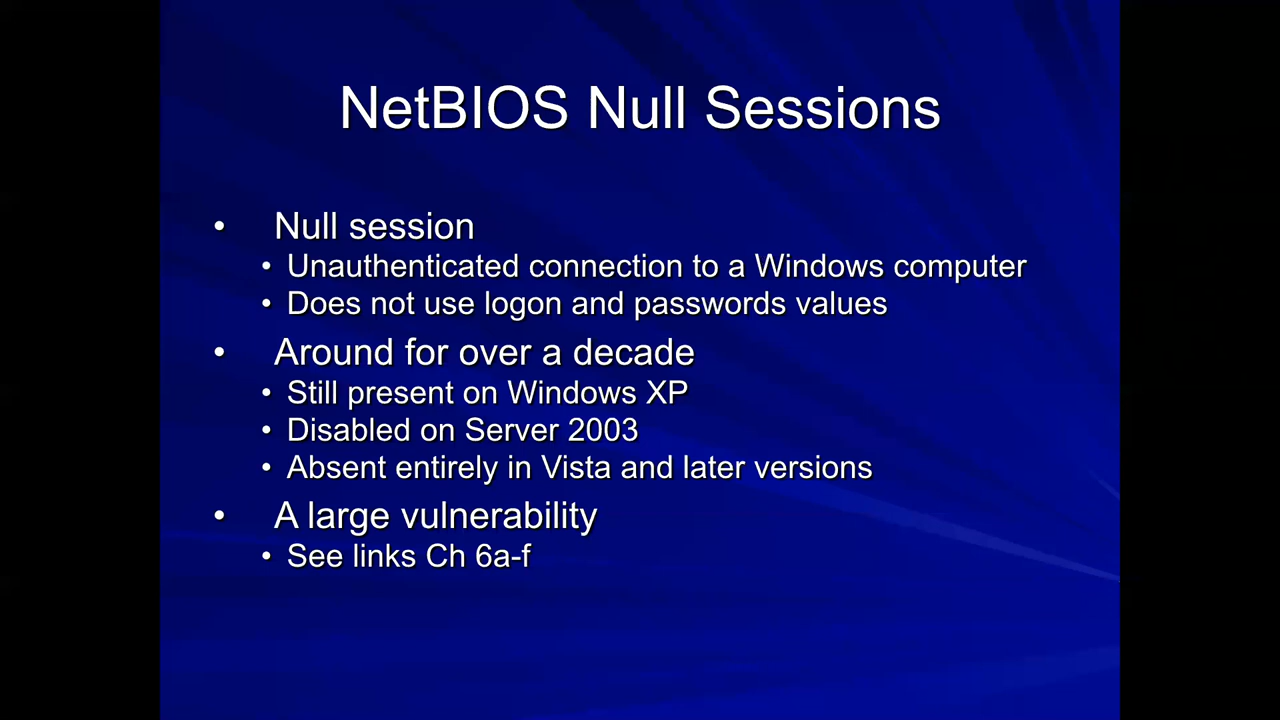 NetBIOS Null Sessions
• Null session
• Unauthenticated connection to a Windows computer
• Does not use logon and passwords values
• Around for over a decade
• Still present on Windows XP
• Disabled on Server 2003
• Absent entirely in Vista and later versions
• A large vulnerability
• See links Ch 6a-f